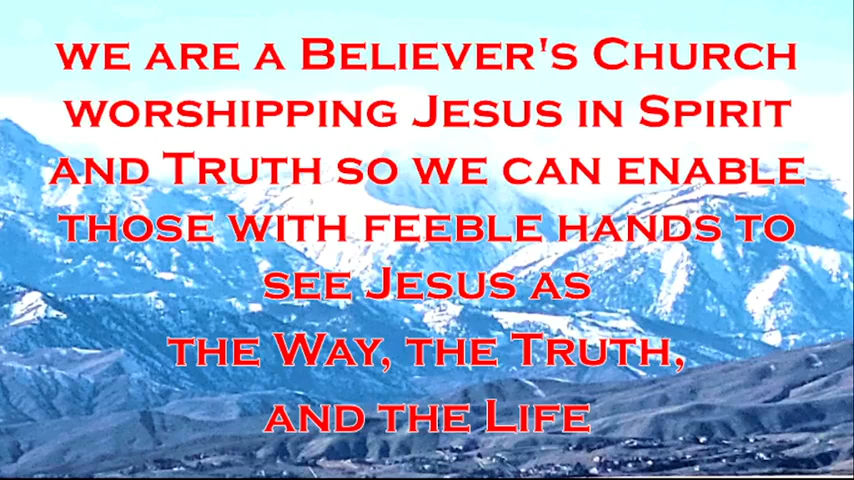 we are a Believer's Church
worshipping Jesus in Spirit
and Truth so we can enable
those with feeble hands to
see Jesus as
the Way, the Truth,
and the Life